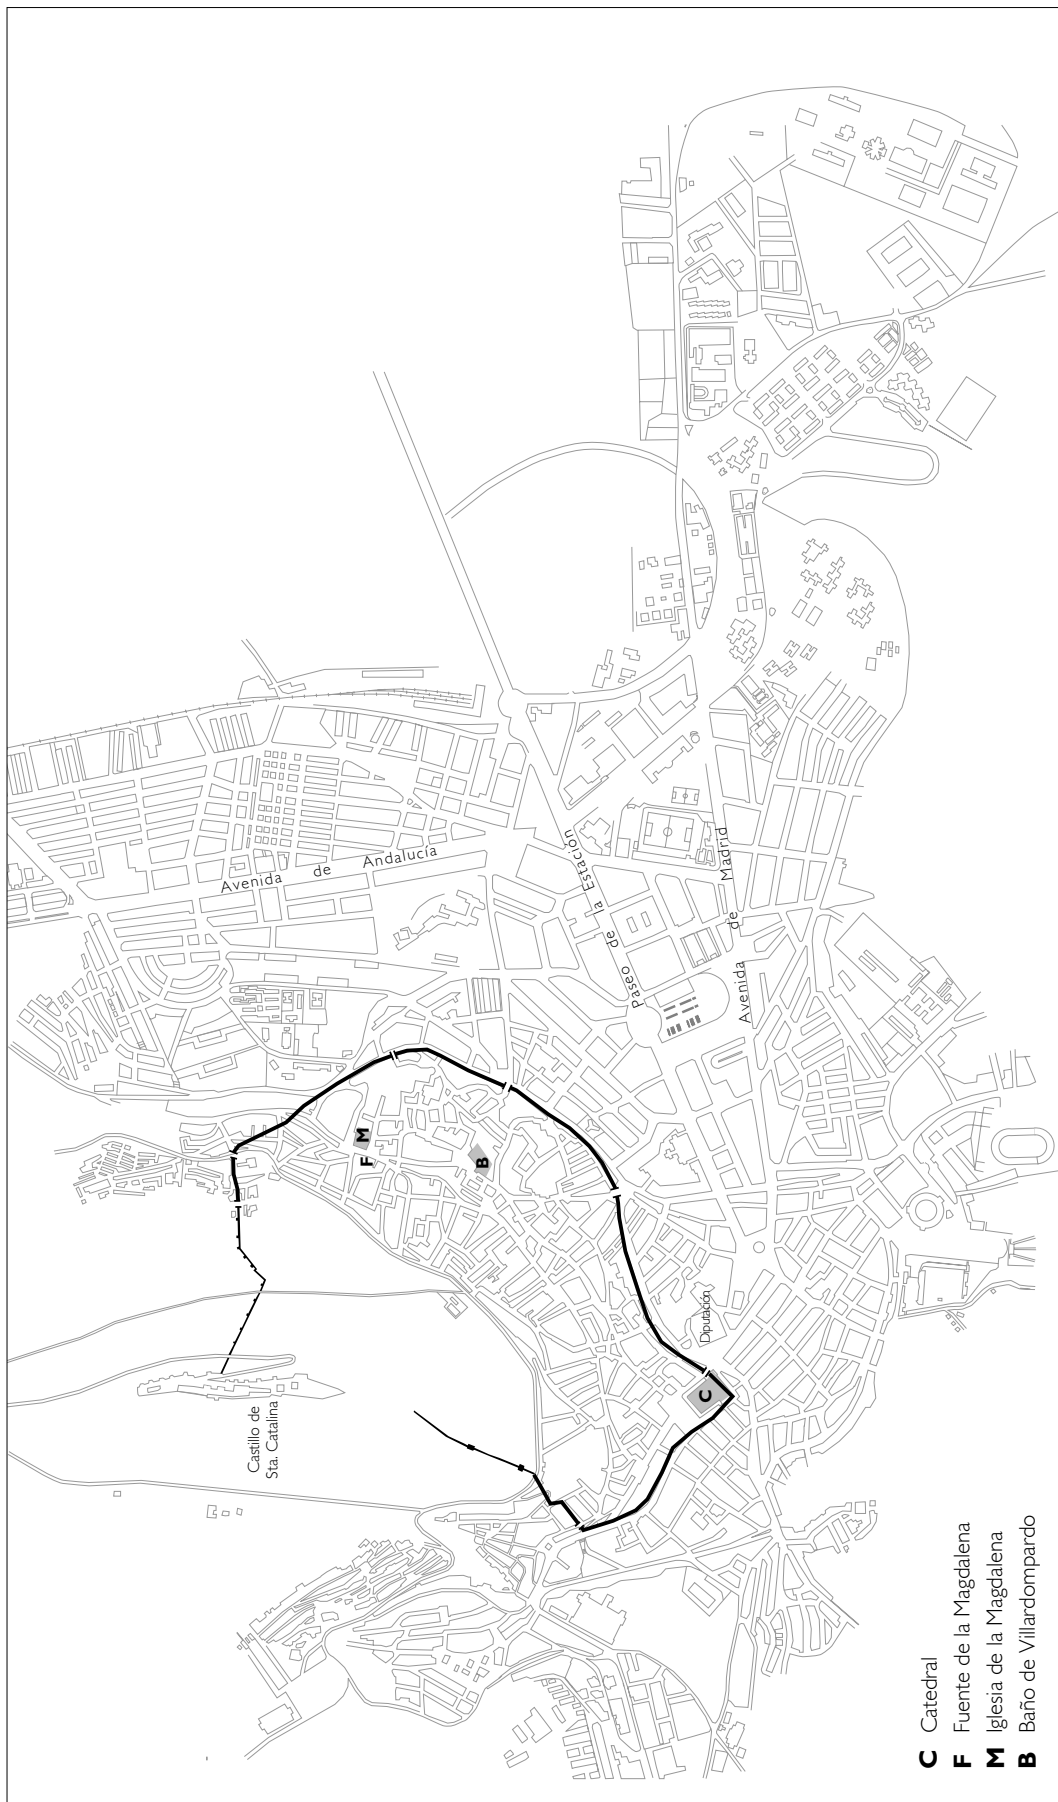 Avenida de Andalucía
Paseo de la Estación
Avenida de Madrid
F
M
B
Diputación
C
Castillo de
Sta. Catalina
C Catedral
F Fuente de la Magdalena
M Iglesia de la Magdalena
B Baño de Villardompardo